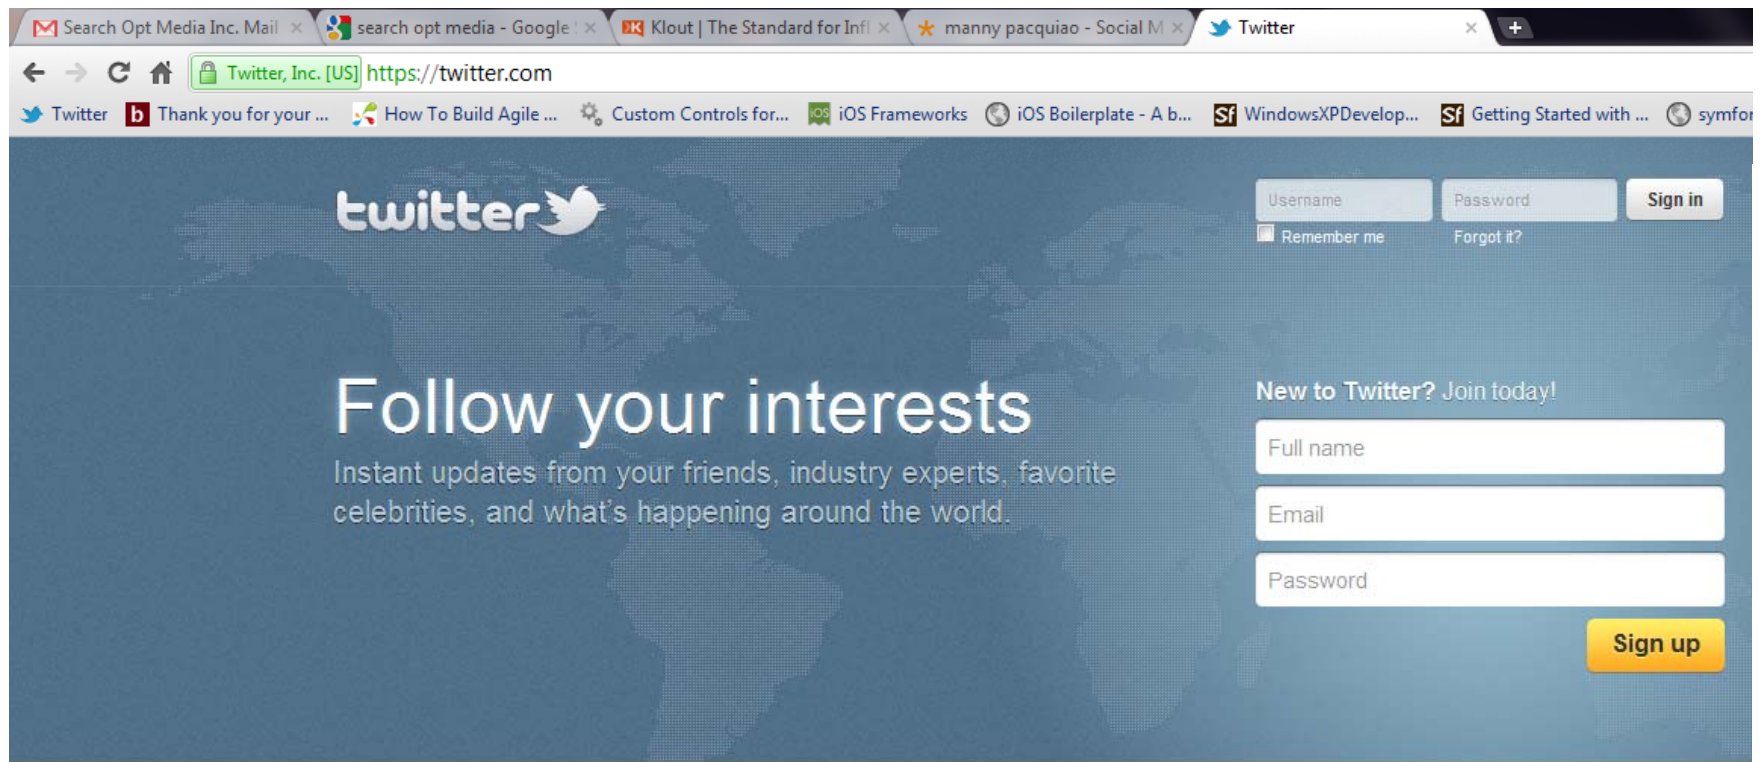 Search Opt Media Inc. Mail
search opt media - Google
Klout | The Standard for Infl
manny pacquiao - Social M
Twitter
Twitter, Inc. [US] https://twitter.com
Twitter
Thank you for your ...
How To Build Agile ...
Custom Controls for...
iOS Frameworks
iOS Boilerplate - A b...
WindowsXPDevelop...
Getting Started with ...
symfor
twitter
Username
Password
Sign in
Remember me
Forgot it?
Follow your interests
Instant updates from your friends, industry experts, favorite
celebrities, and what's happening around the world.
New to Twitter? Join today!
Full name
Email
Password
Sign up